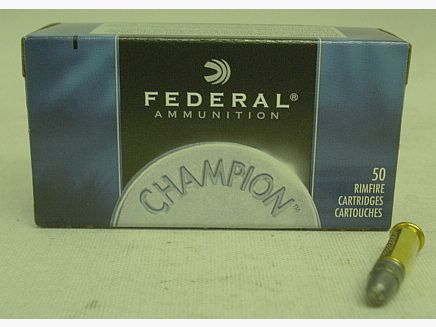 FEDERAL®
AMMUNITION
CHAMPION™
50
RIMFIRE
CARTRIDGES
CARTOUCHES